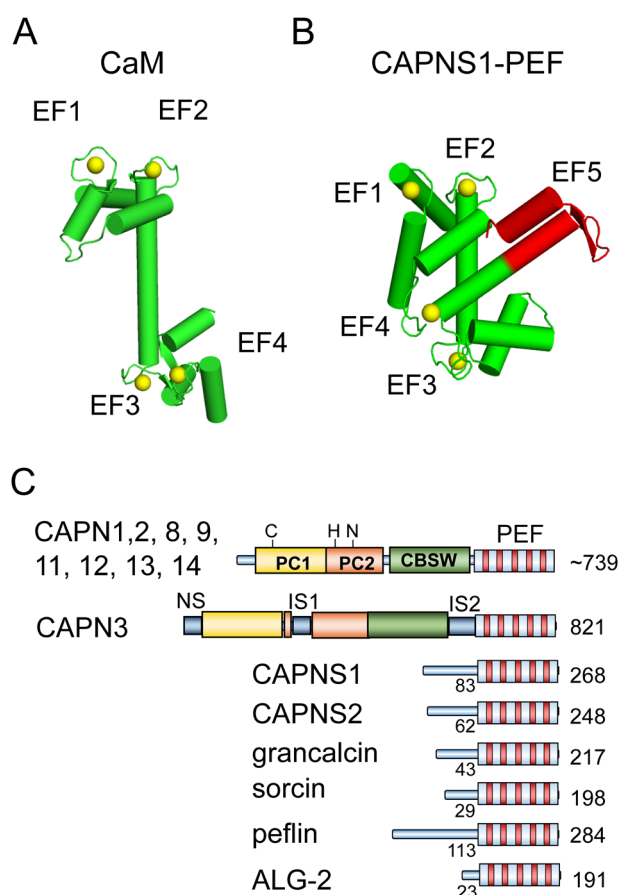 A
CaM
EF1
EF2
EF3
EF4
B
CAPNS1-PEF
EF1
EF2
EF5
EF4
EF3
C
CAPN1,2, 8, 9,
11, 12, 13, 14
C H N
PC1 PC2 CBSW PEF
~739
CAPN3
NS IS1 IS2
821
CAPNS1 83 268
CAPNS2 62 248
grancalcin 43 217
sorcin 29 198
peflin 113 284
ALG-2 23 191